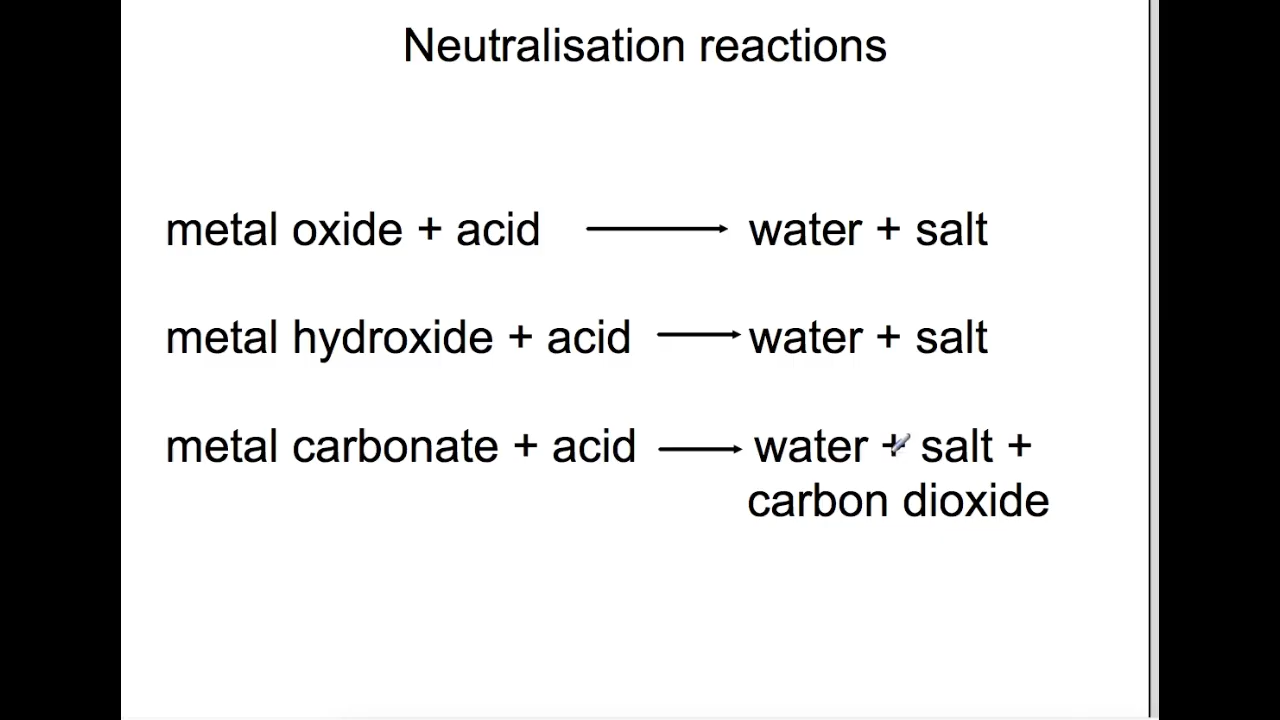 Neutralisation reactions
metal oxide + acid ⟶ water + salt
metal hydroxide + acid ⟶ water + salt
metal carbonate + acid ⟶ water + salt +
carbon dioxide